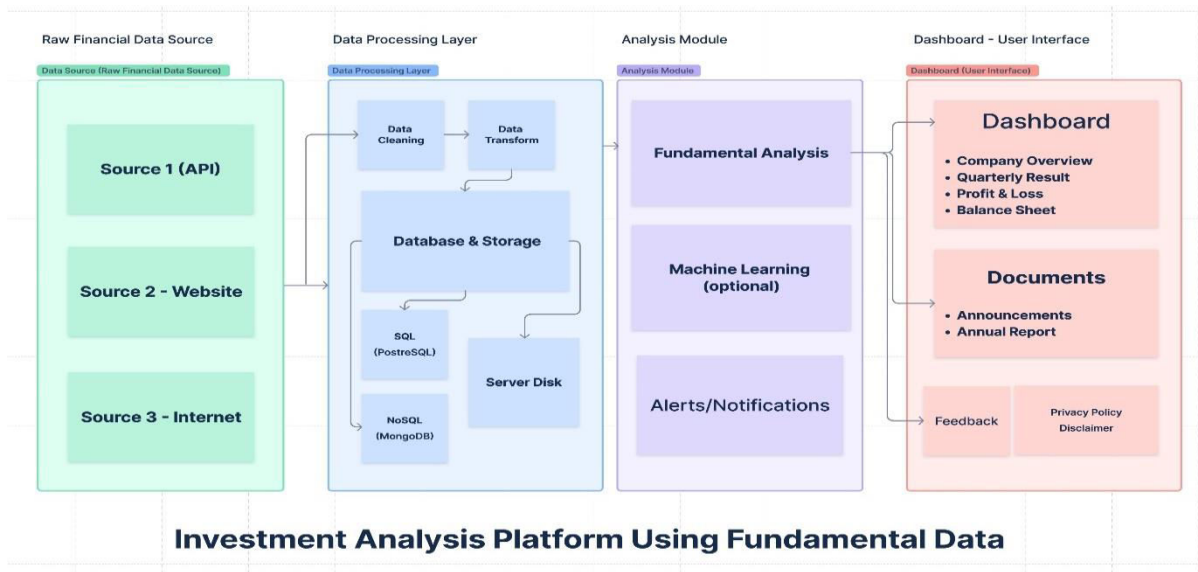 Raw Financial Data Source
Data Processing Layer
Analysis Module
Dashboard - User Interface
Data Source (Raw Financial Data Source)
Data Processing Layer
Analysis Module
Dashboard (User Interface)
Source 1 (API)
Source 2 - Website
Source 3 - Internet
Data
Cleaning
Data
Transform
Database & Storage
SQL
(PostreSQL)
NoSQL
(MongoDB)
Server Disk
Fundamental Analysis
Machine Learning
(optional)
Alerts/Notifications
Dashboard
• Company Overview
• Quarterly Result
• Profit & Loss
• Balance Sheet
Documents
• Announcements
• Annual Report
Feedback
Privacy Policy
Disclaimer
Investment Analysis Platform Using Fundamental Data